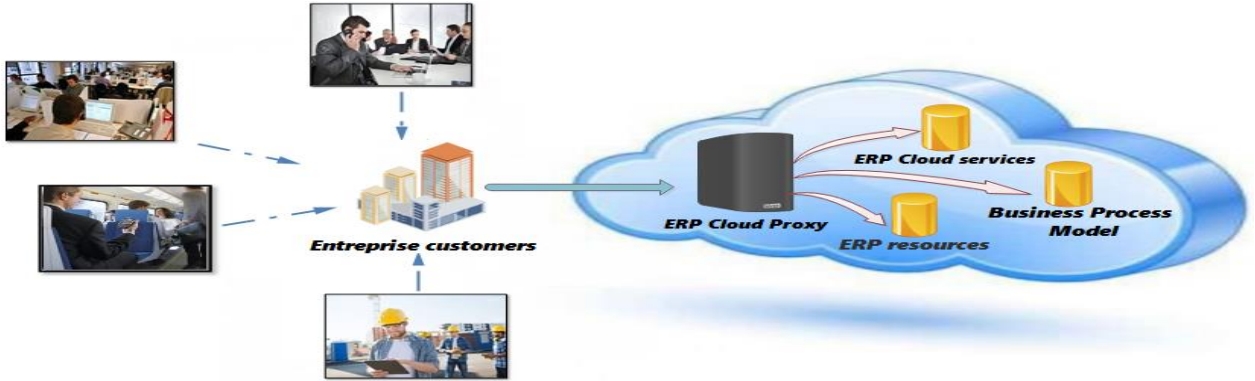 ERP Cloud services
Entreprise customers
ERP Cloud Proxy
ERP resources
Business Process
Model